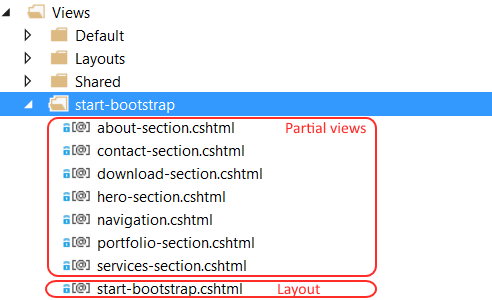 Views
Default
Layouts
Shared
start-bootstrap
[@] about-section.cshtml Partial views
[@] contact-section.cshtml
[@] download-section.cshtml
[@] hero-section.cshtml
[@] navigation.cshtml
[@] portfolio-section.cshtml
[@] services-section.cshtml
[@] start-bootstrap.cshtml Layout